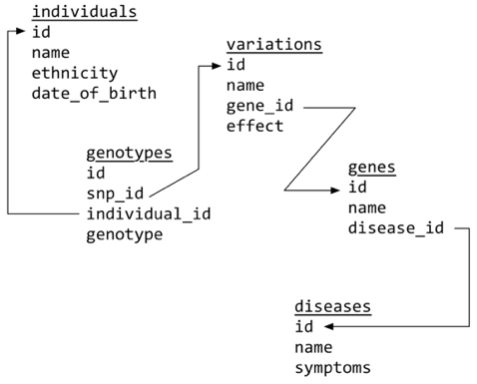 individuals
id
name
ethnicity
date_of_birth
variations
id
name
gene_id
effect
genotypes
id
snp_id
individual_id
genotype
genes
id
name
disease_id
diseases
id
name
symptoms